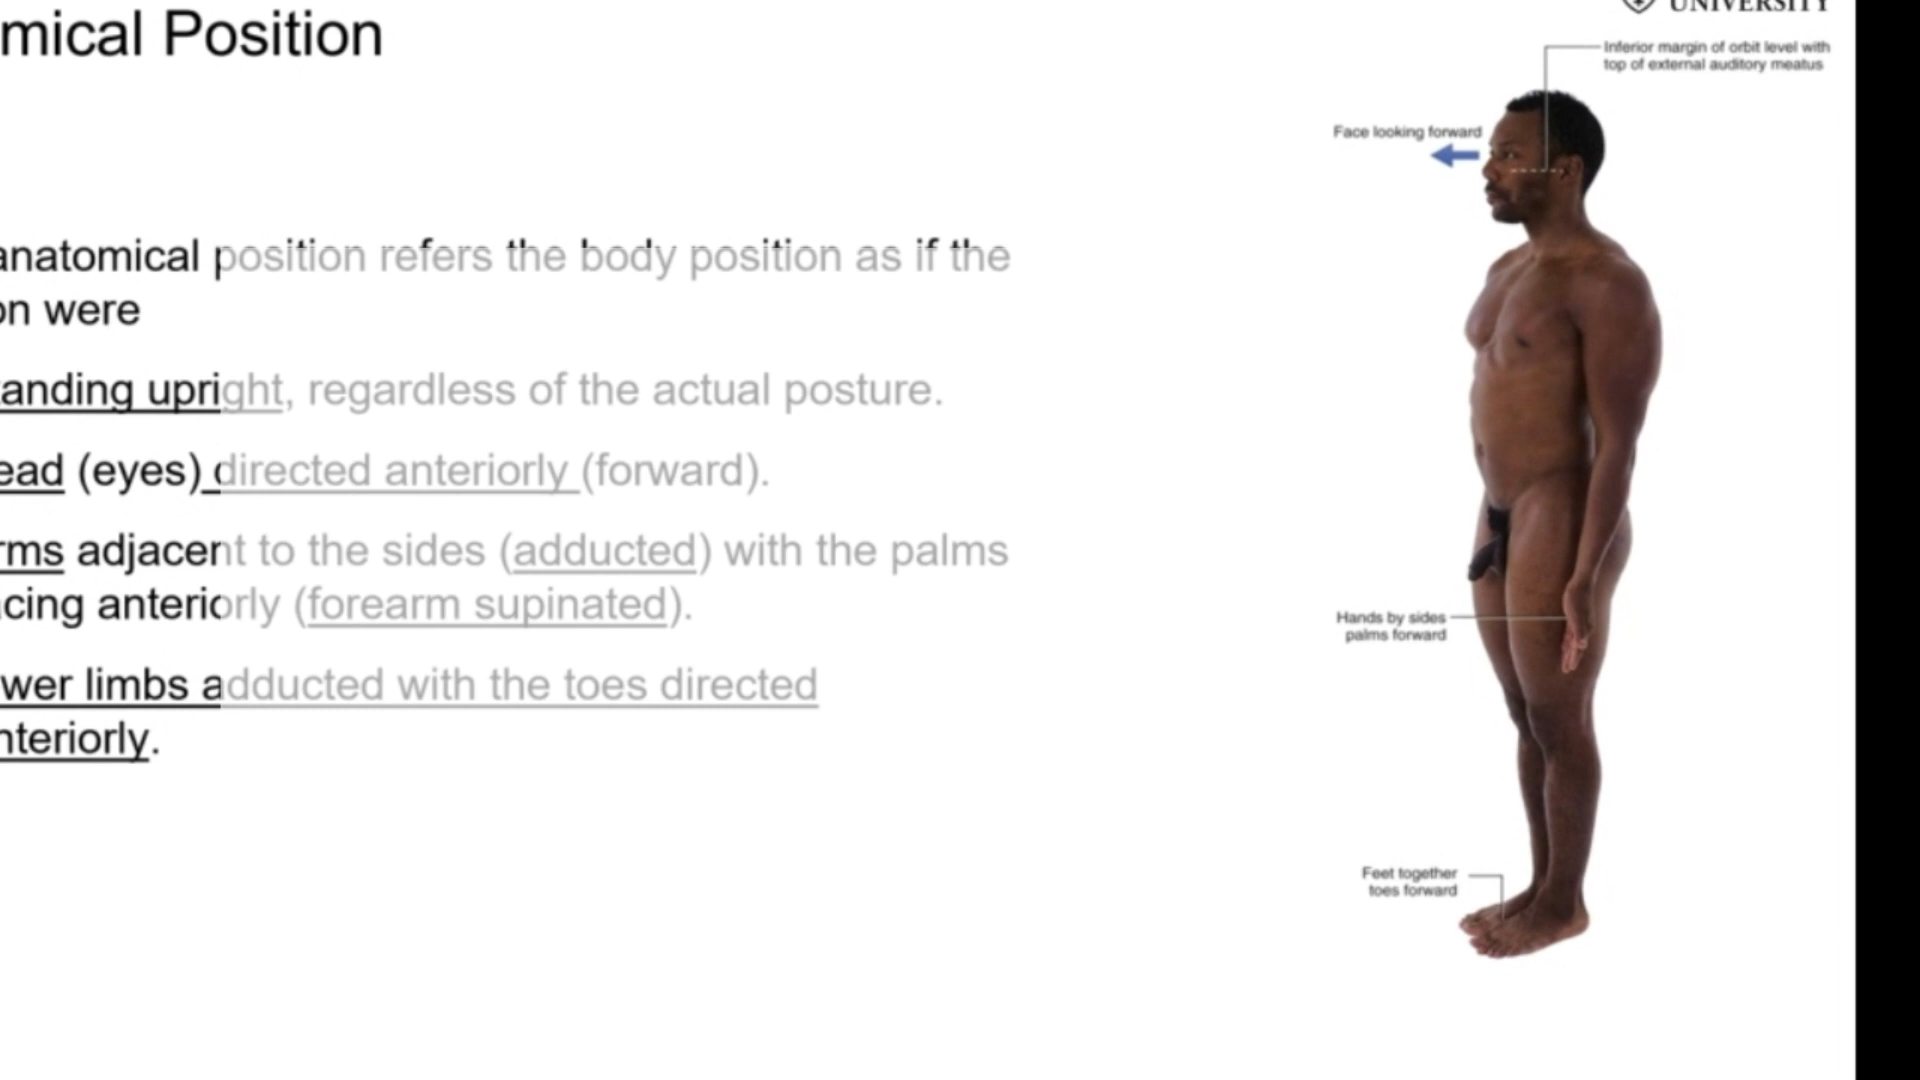 mical Position
UNIVERSITY
Inferior margin of orbit level with
top of external auditory meatus
Face looking forward
anatomical position refers the body position as if the
on were
anding upright, regardless of the actual posture.
ead (eyes) directed anteriorly (forward).
rms adjacent to the sides (adducted) with the palms
cing anteriorly (forearm supinated).
wer limbs adducted with the toes directed
nteriorly.
Hands by sides
palms forward
Feet together
toes forward